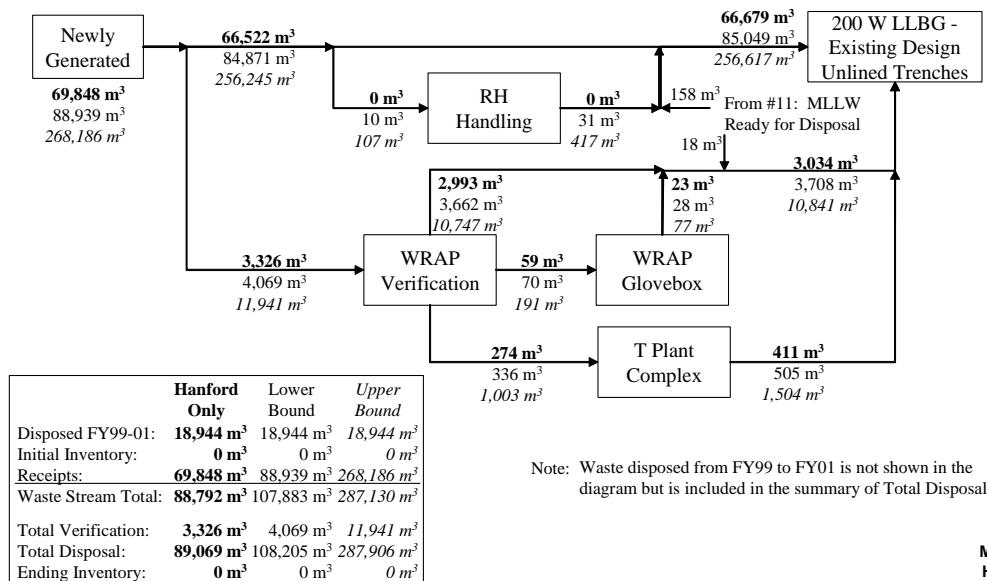 Newly
Generated
69,848 m³
88,939 m³
268,186 m³
66,522 m³
84,871 m³
256,245 m³
66,679 m³
85,049 m³
256,617 m³
200 W LLBG -
Existing Design
Unlined Trenches
0 m³
10 m³
107 m³
RH
Handling
0 m³
31 m³
417 m³
158 m³
From #11: MLLW
Ready for Disposal
18 m³
2,993 m³
3,662 m³
10,747 m³
23 m³
28 m³
77 m³
3,034 m³
3,708 m³
10,841 m³
3,326 m³
4,069 m³
11,941 m³
WRAP
Verification
59 m³
70 m³
191 m³
WRAP
Glovebox
274 m³
336 m³
1,003 m³
T Plant
Complex
411 m³
505 m³
1,504 m³
Hanford Lower Upper
Only Bound Bound
Disposed FY99-01: 18,944 m³ 18,944 m³ 18,944 m³
Initial Inventory: 0 m³ 0 m³ 0 m³
Receipts: 69,848 m³ 88,939 m³ 268,186 m³
Waste Stream Total: 88,792 m³ 107,883 m³ 287,130 m³
Total Verification: 3,326 m³ 4,069 m³ 11,941 m³
Total Disposal: 89,069 m³ 108,205 m³ 287,906 m³
Ending Inventory: 0 m³ 0 m³ 0 m³
Note: Waste disposed from FY99 to FY01 is not shown in the
diagram but is included in the summary of Total Disposal